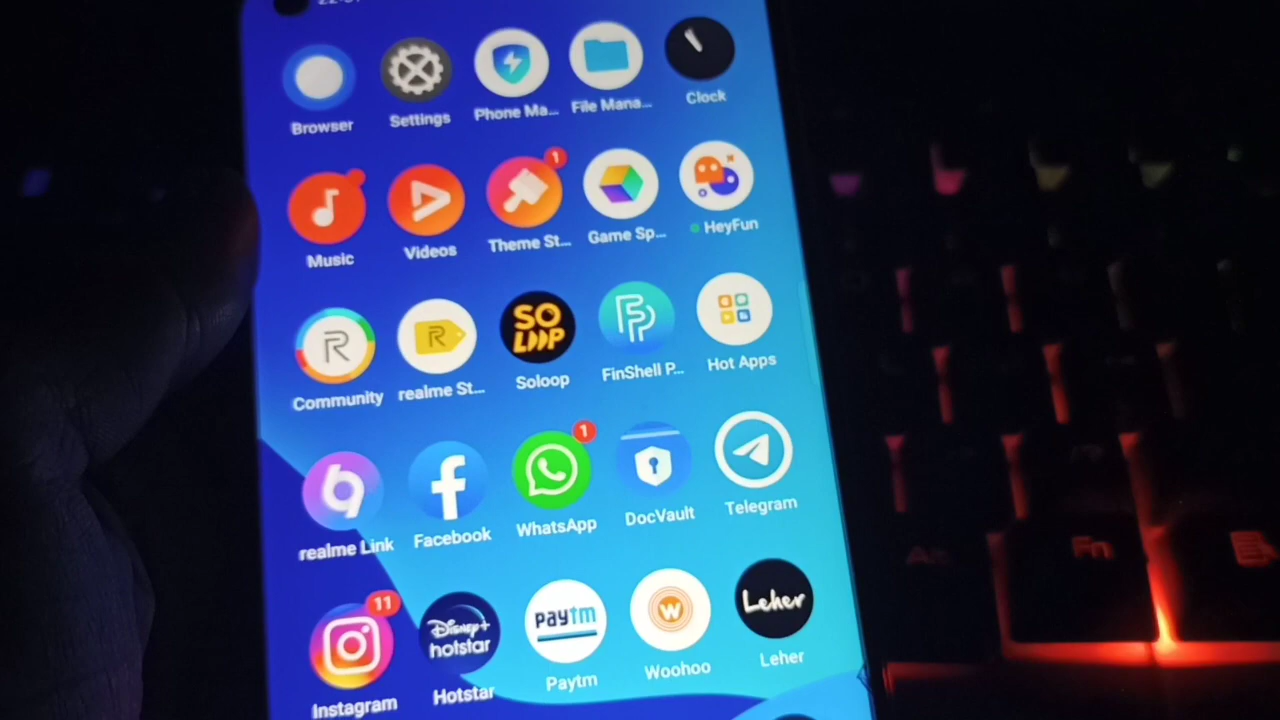 Browser
Settings
Phone Ma...
File Mana...
Clock
1
Music
Videos
Theme St...
Game Sp...
HeyFun
R
R
SO
LOOP
Community
realme St...
Soloop
FinShell P...
Hot Apps
1
realme Link
Facebook
WhatsApp
DocVault
Telegram
11
Disney+
hotstar
paytm
W
Leher
Instagram
Hotstar
Paytm
Woohoo
Leher
Fn